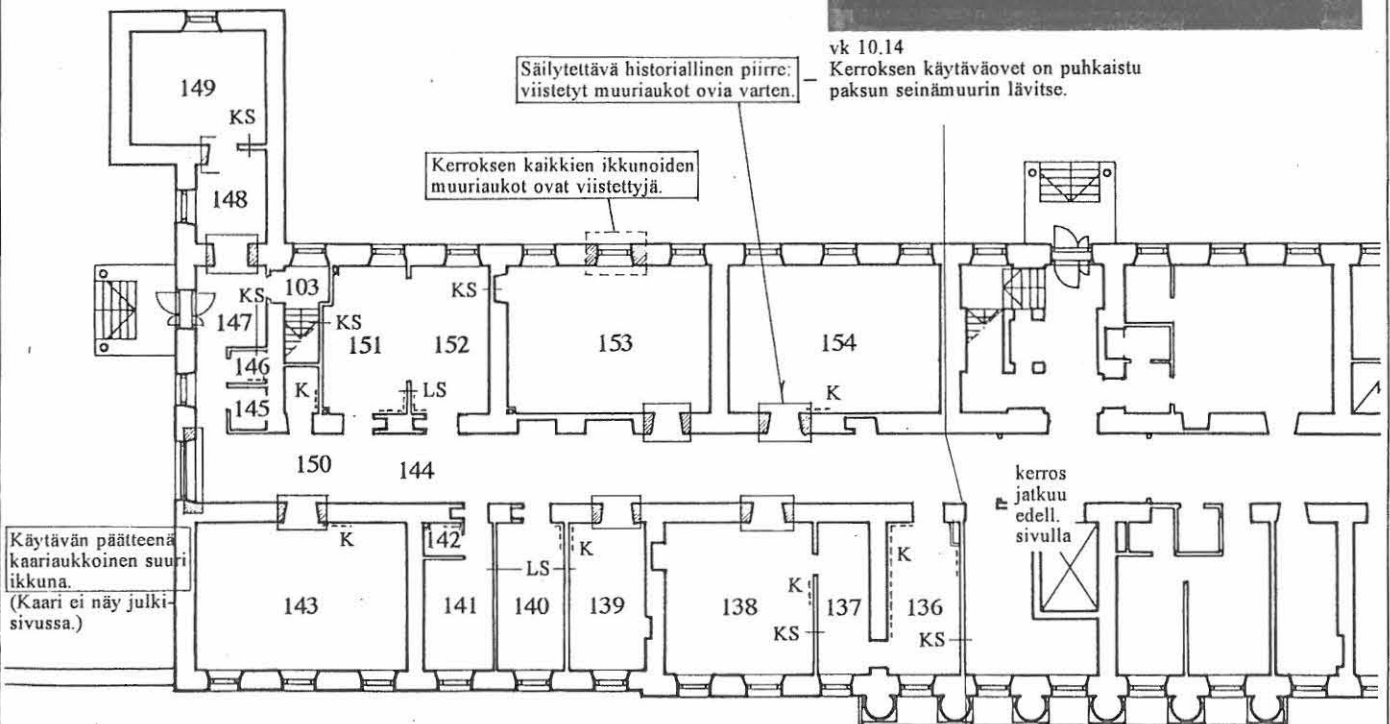 vk 10.14
Kerroksen käytäväovet on puhkaistu
paksun seinämuurin lävitse.
Säilytettävä historiallinen piirre:
viistetyt muuriaukot ovia varten.
Kerroksen kaikkien ikkunoiden
muuriaukot ovat viistettyjä.
149
KS
148
103
KS
147
KS
151
152
KS
153
154
146
145
K
LS
K
150
144
kerros
jatkuu
edell.
sivulla
Käytävän päätteenä
kaariaukkoinen suuri
ikkuna.
(Kaari ei näy julki-
sivussa.)
K
142
143
141
LS
140
K
139
138
K
137
KS
K
136
KS